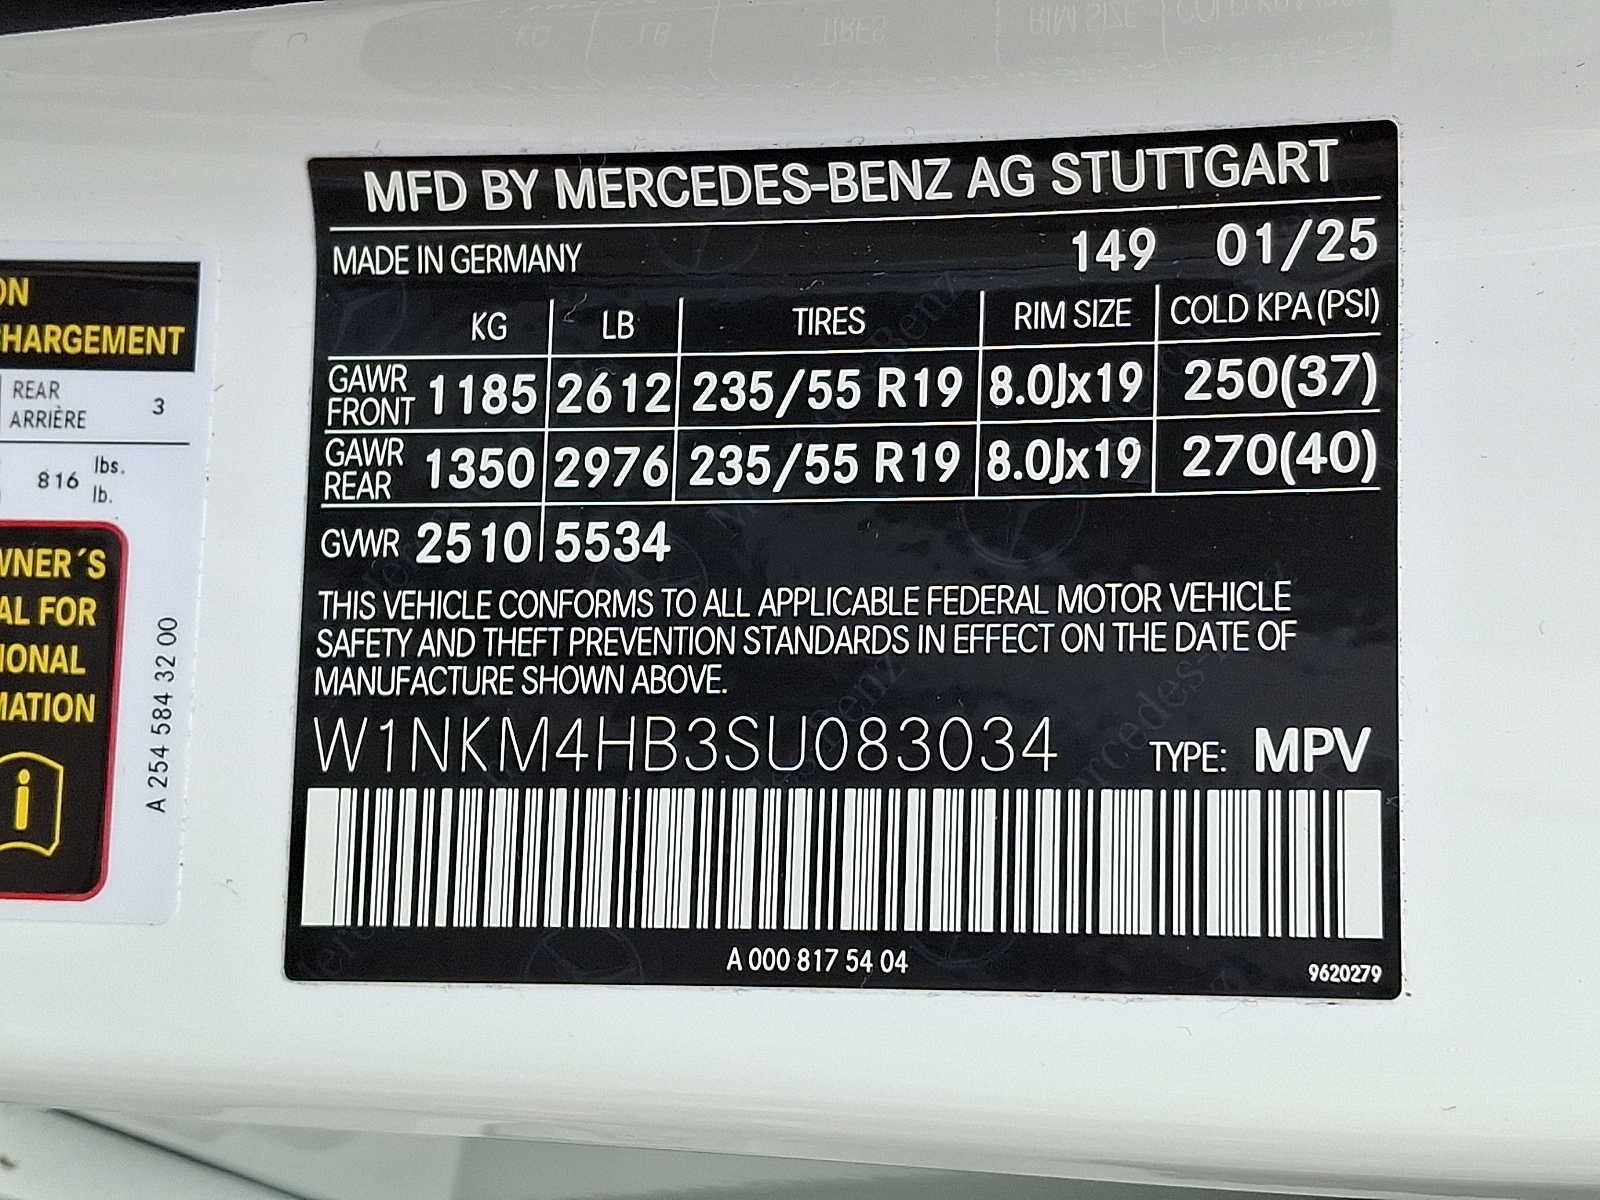 MFD BY MERCEDES-BENZ AG STUTTGART
MADE IN GERMANY 149 01/25
KG LB TIRES RIM SIZE COLD KPA (PSI)
GAWR FRONT 1185 2612 235/55 R19 8.0Jx19 250(37)
GAWR REAR 1350 2976 235/55 R19 8.0Jx19 270(40)
GVWR 2510 5534
THIS VEHICLE CONFORMS TO ALL APPLICABLE FEDERAL MOTOR VEHICLE
SAFETY AND THEFT PREVENTION STANDARDS IN EFFECT ON THE DATE OF
MANUFACTURE SHOWN ABOVE.
W1NKM4HB3SU083034 TYPE: MPV
A 000 817 54 04
9620279
ON
HARGEMENT
REAR
ARRIÈRE 3
816 lbs.
lb.
WNER´S
AL FOR
IONAL
MATION
i
A 254 584 32 00